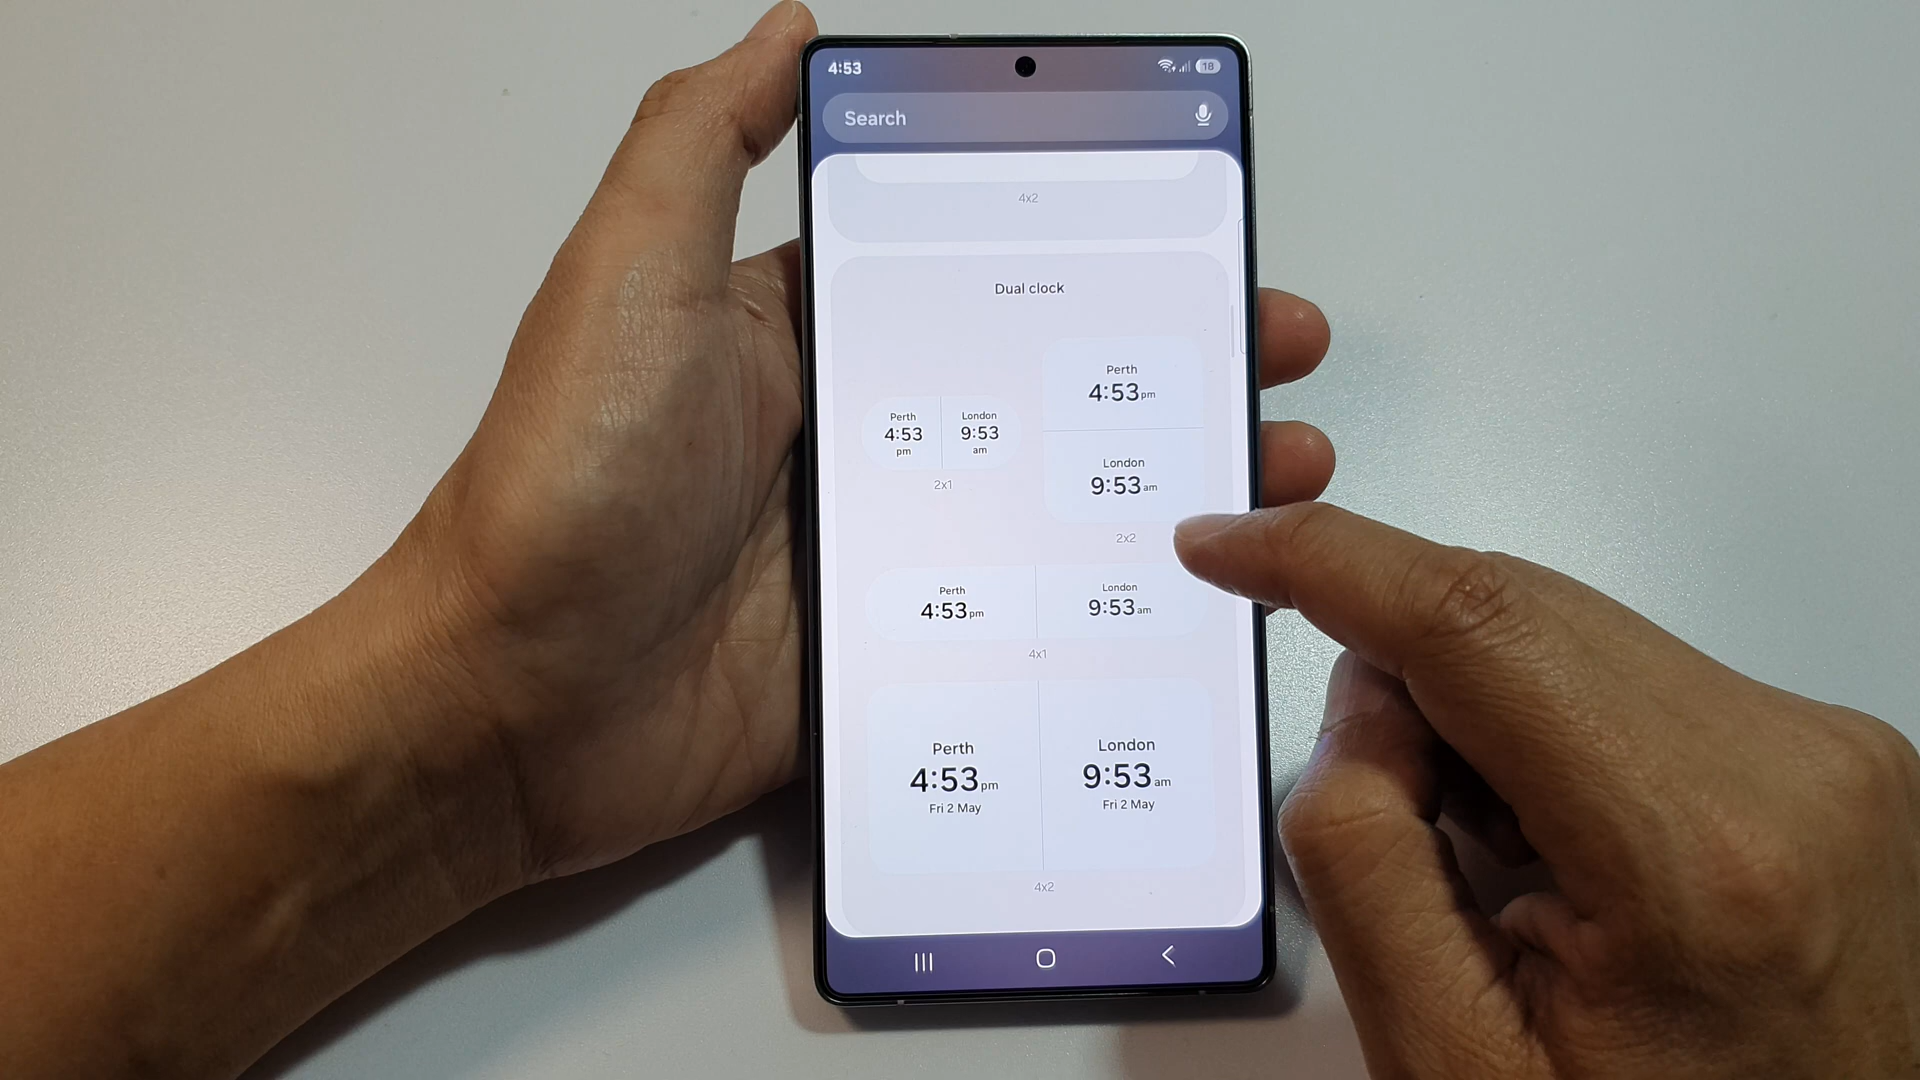 4:53
18
Search
4x2
Dual clock
Perth
4:53 pm
London
9:53 am
2x2
Perth
4:53
pm
London
9:53
am
2x1
Perth
4:53 pm
London
9:53 am
4x1
Perth
4:53 pm
Fri 2 May
London
9:53 am
Fri 2 May
4x2